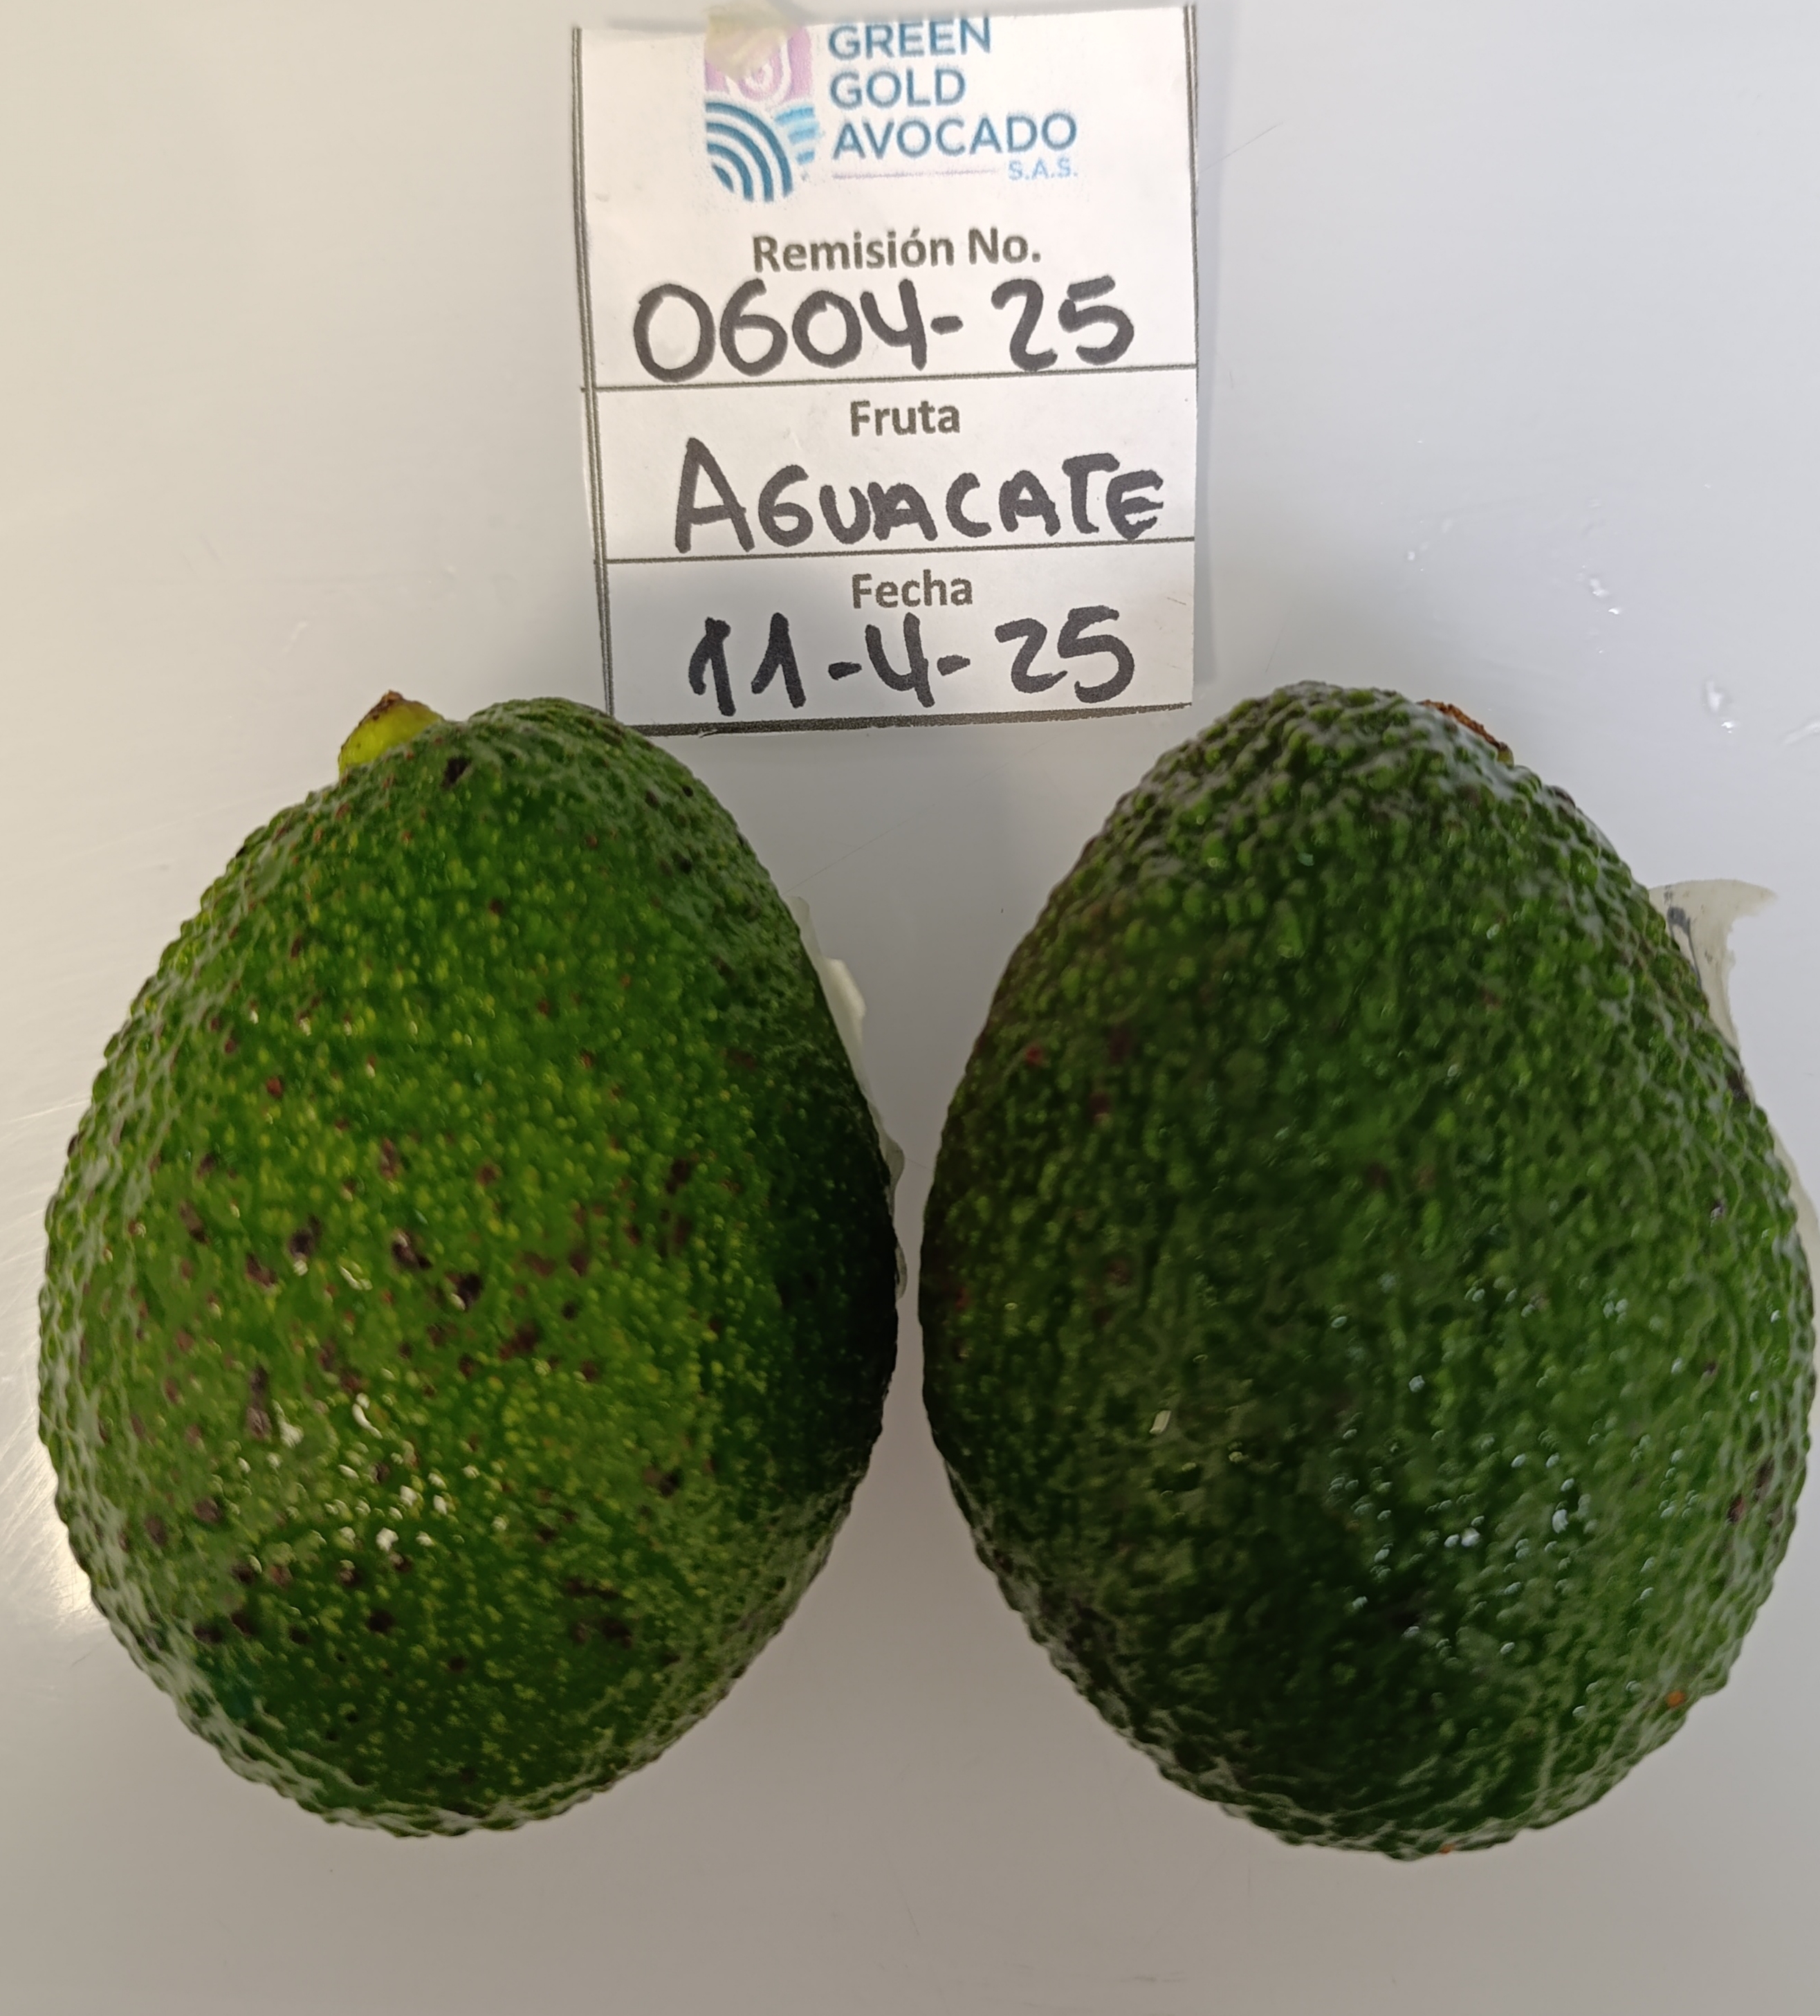 GREEN
GOLD
AVOCADO
S.A.S.
Remisión No.
0604-25
Fruta
AGUACATE
Fecha
11-4-25